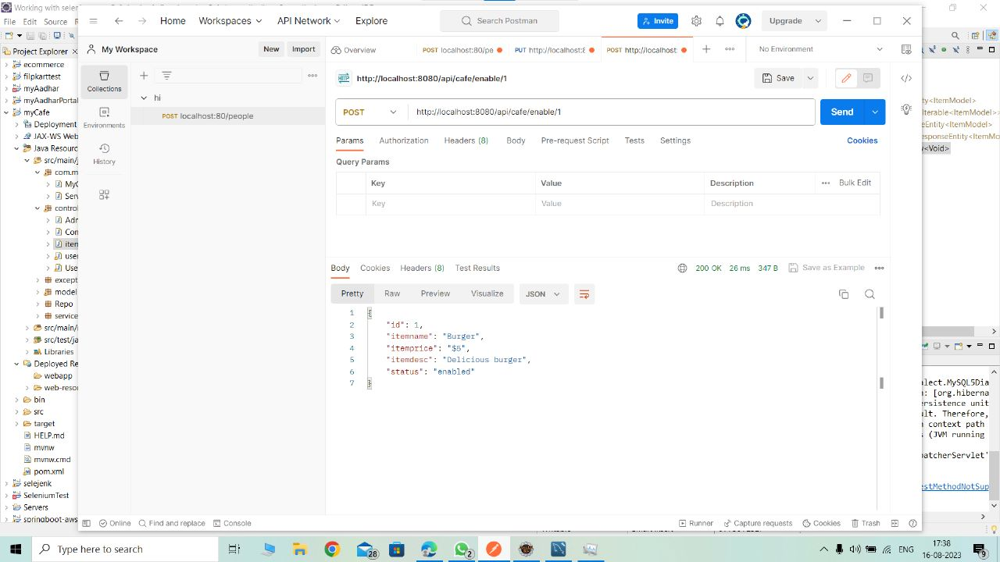 Working with selen
File Edit Source
Project Explorer
ecommerce
filpkarttest
myAadhar
myAadharPortal
myCafe
Deployment
JAX-WS Web
Java Resourc
src/main/j
com.m
MyC
Serv
control
Adr
Con
iten
user
Use
except
model
Repo
service
src/main/r
src/test/ja
Libraries
Deployed Re
webapp
web-resou
bin
src
target
HELP.md
mvnw
mvnw.cmd
pom.xml
selejenk
SeleniumTest
Servers
springboot-aws
Home Workspaces API Network Explore
Search Postman
Invite
Upgrade
My Workspace
New Import
Overview
POST localhost:80/pe
PUT http://localhost:8
POST http://localhost:
No Environment
Collections
Environments
History
hi
POST localhost:80/people
HTTP http://localhost:8080/api/cafe/enable/1
Save
POST http://localhost:8080/api/cafe/enable/1
Send
Params Authorization Headers (8) Body Pre-request Script Tests Settings
Cookies
Query Params
Key Value Description Bulk Edit
Key Value Description
Body Cookies Headers (8) Test Results
200 OK 26 ms 347 B Save as Example
Pretty Raw Preview Visualize JSON
1 {
2 "id": 1,
3 "itemname": "Burger",
4 "itemprice": "$5",
5 "itemdesc": "Delicious burger",
6 "status": "enabled"
7 }
Online Find and replace Console
Runner Capture requests Cookies Trash
tity<ItemModel>
Iterable<ItemModel>>
eEntity<ItemModel>
esponseEntity<ItemMo
y<Void>
alect.MySQL5Dia
: [org.hiberna
ersistence unit
ult. Therefore,
context path
s (JVM running
patcherServlet'
estMethodNotSup
Type here to search
28
2
ENG
17:38
16-08-2023
9